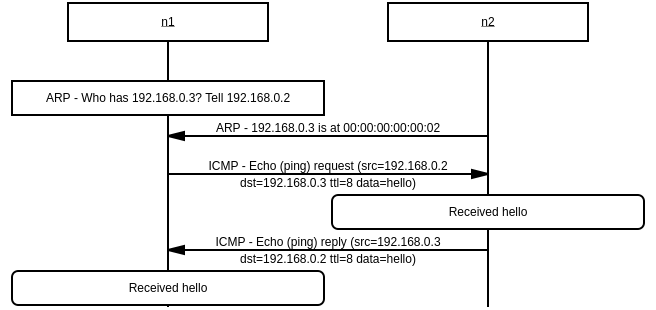 n1
n2
ARP - Who has 192.168.0.3? Tell 192.168.0.2
ARP - 192.168.0.3 is at 00:00:00:00:00:02
ICMP - Echo (ping) request (src=192.168.0.2
dst=192.168.0.3 ttl=8 data=hello)
Received hello
ICMP - Echo (ping) reply (src=192.168.0.3
dst=192.168.0.2 ttl=8 data=hello)
Received hello